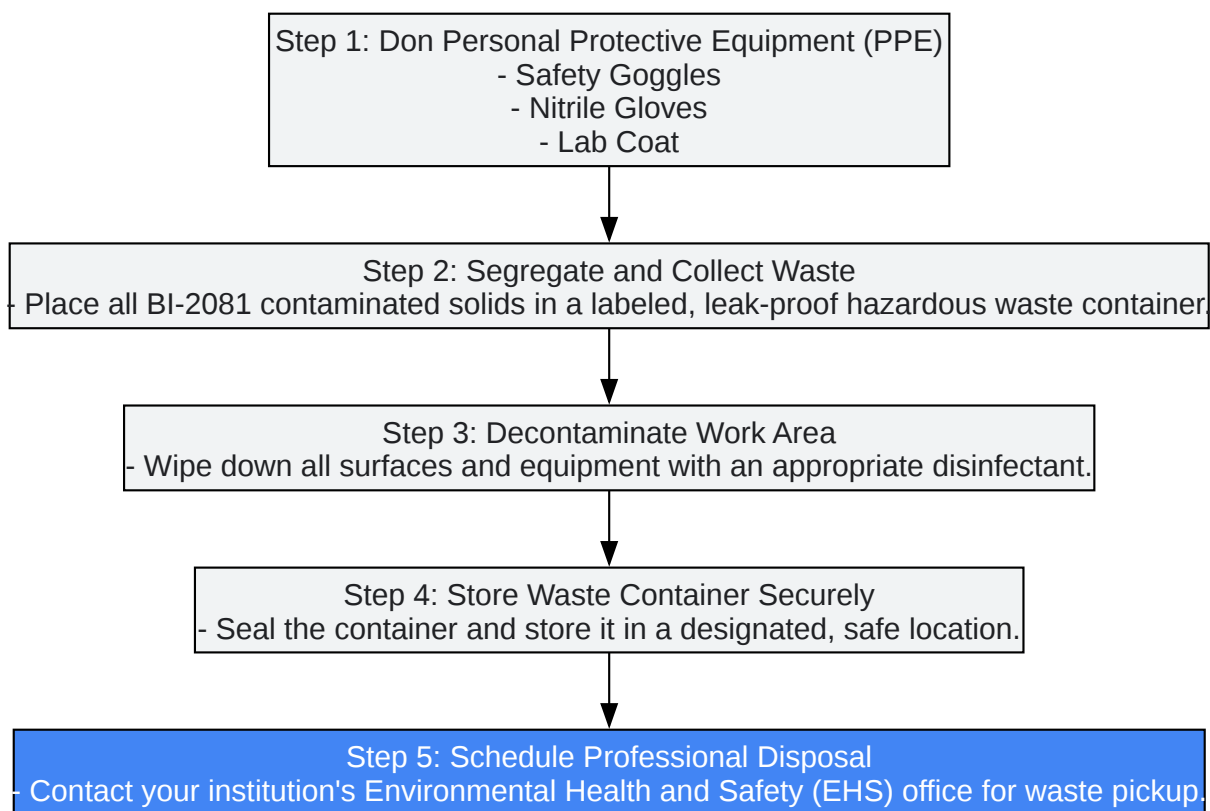 Step 1: Don Personal Protective Equipment (PPE)
- Safety Goggles
- Nitrile Gloves
- Lab Coat
Step 2: Segregate and Collect Waste
- Place all BI-2081 contaminated solids in a labeled, leak-proof hazardous waste container.
Step 3: Decontaminate Work Area
- Wipe down all surfaces and equipment with an appropriate disinfectant.
Step 4: Store Waste Container Securely
- Seal the container and store it in a designated, safe location.
Step 5: Schedule Professional Disposal
- Contact your institution's Environmental Health and Safety (EHS) office for waste pickup.